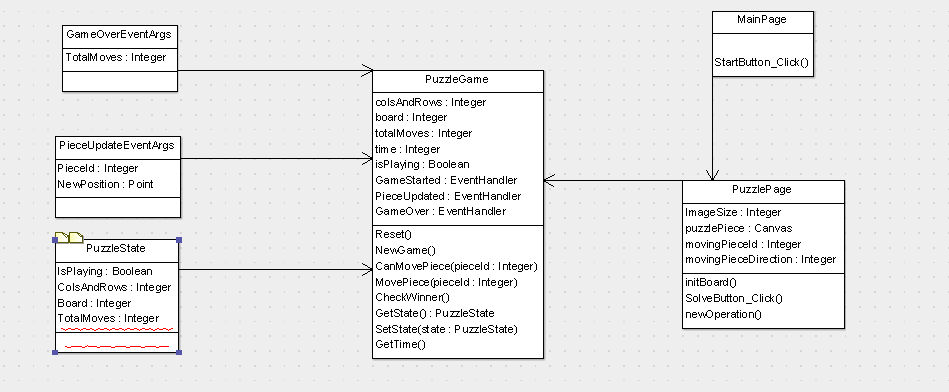 GameOverEventArgs
TotalMoves : Integer
PieceUpdateEventArgs
PieceId : Integer
NewPosition : Point
PuzzleState
IsPlaying : Boolean
ColsAndRows : Integer
Board : Integer
TotalMoves : Integer
PuzzleGame
colsAndRows : Integer
board : Integer
totalMoves : Integer
time : Integer
isPlaying : Boolean
GameStarted : EventHandler
PieceUpdated : EventHandler
GameOver : EventHandler
Reset()
NewGame()
CanMovePiece(pieceId : Integer)
MovePiece(pieceId : Integer)
CheckWinner()
GetState() : PuzzleState
SetState(state : PuzzleState)
GetTime()
MainPage
StartButton_Click()
PuzzlePage
ImageSize : Integer
puzzlePiece : Canvas
movingPieceId : Integer
movingPieceDirection : Integer
initBoard()
SolveButton_Click()
newOperation()